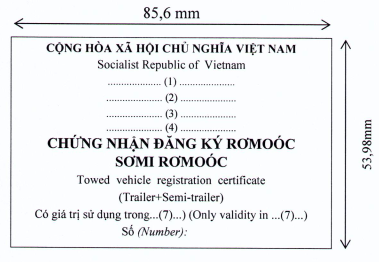 85,6 mm
CỘNG HÒA XÃ HỘI CHỦ NGHĨA VIỆT NAM
Socialist Republic of Vietnam
.................... (1) ....................
.................... (2) ....................
.................... (3) ....................
.................... (4) ....................
CHỨNG NHẬN ĐĂNG KÝ RƠMOÓC
SƠMI RƠMOÓC
Towed vehicle registration certificate
(Trailer+Semi-trailer)
Có giá trị sử dụng trong...(7)...) (Only validity in ...(7)...)
Số (Number):
53,98mm